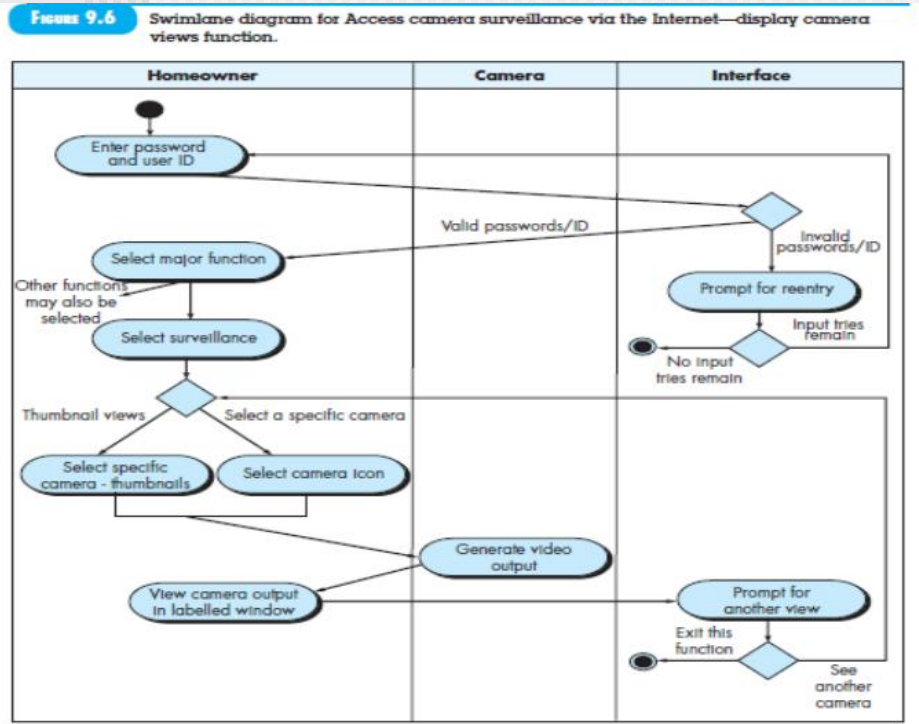 FIGURE 9.6
Swimlane diagram for Access camera surveillance via the Internet—display camera
views function.
Homeowner
Camera
Interface
Enter password
and user ID
Valid passwords/ID
Invalid
passwords/ID
Select major function
Prompt for reentry
Other functions
may also be
selected
Select surveillance
Input tries
remain
No input
tries remain
Thumbnail views
Select a specific camera
Select specific
camera - thumbnails
Select camera icon
Generate video
output
View camera output
in labelled window
Prompt for
another view
Exit this
function
See
another
camera